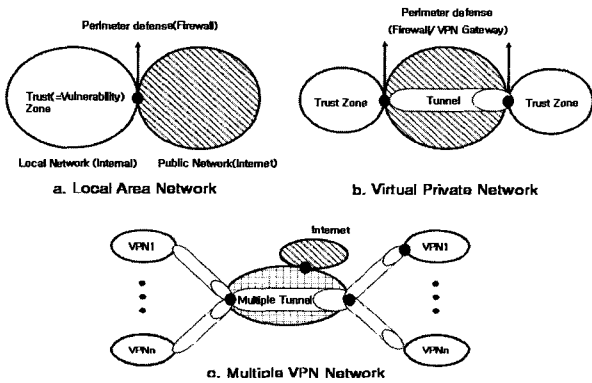 Perimeter defense(Firewall)
Trust(=Vulnerability)
Zone
Local Network (Internal)
Public Network(Internet)
a. Local Area Network
Perimeter defense
(Firewall/ VPN Gateway)
Trust Zone
Tunnel
Trust Zone
b. Virtual Private Network
Internet
VPN1
VPN1
Multiple Tunnel
VPNn
VPNn
c. Multiple VPN Network